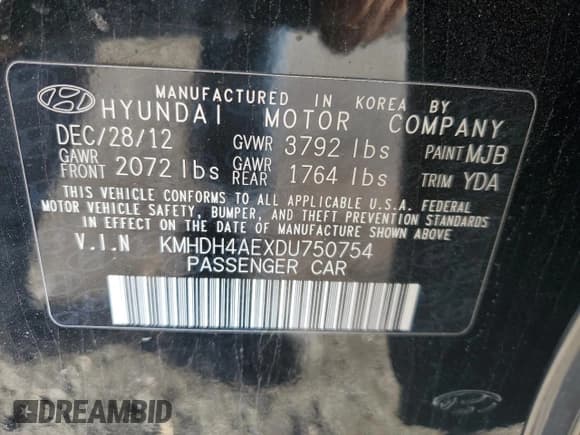 MANUFACTURED IN KOREA BY
HYUNDAI MOTOR COMPANY
DEC/28/12 GVWR 3792 lbs PAINT MJB
GAWR FRONT 2072 lbs GAWR REAR 1764 lbs TRIM YDA
THIS VEHICLE CONFORMS TO ALL APPLICABLE U.S.A. FEDERAL
MOTOR VEHICLE SAFETY, BUMPER, AND THEFT PREVENTION STANDARDS
IN EFFECT ON THE DATE OF MANUFACTURE SHOWN ABOVE
V.I.N KMHDH4AEXDU750754
PASSENGER CAR
DREAMBID